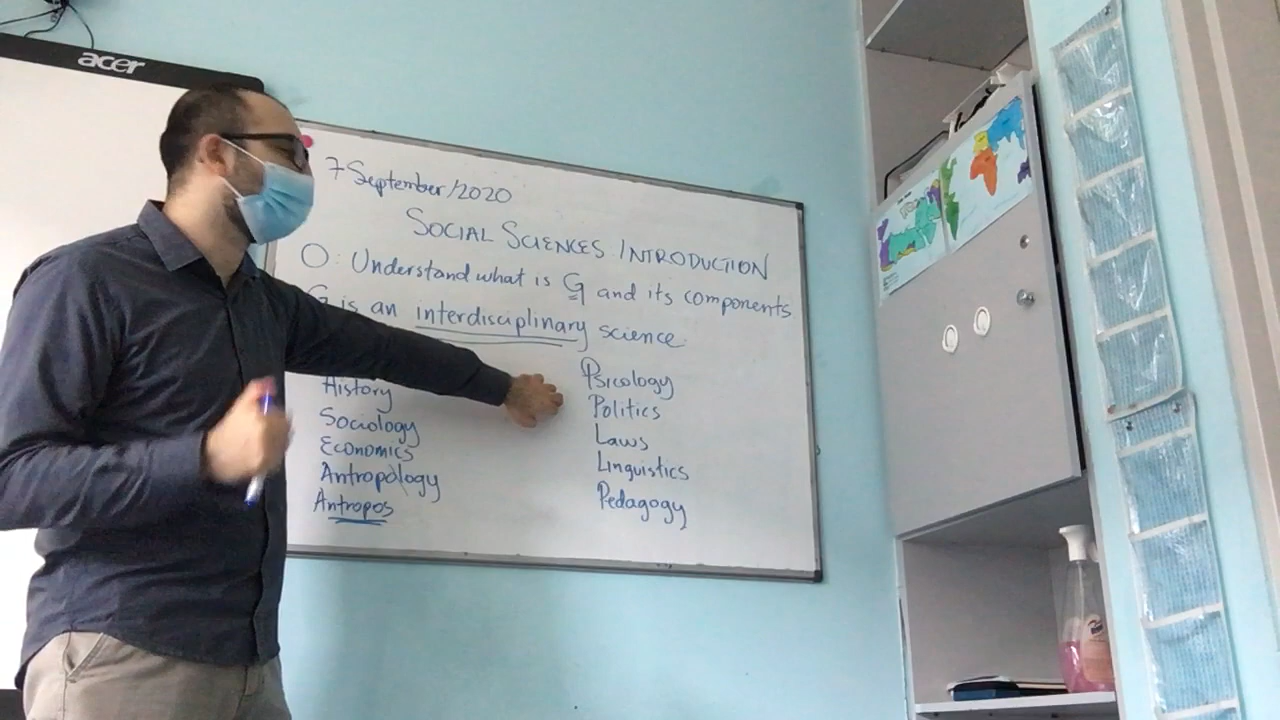 acer
7 September/2020
SOCIAL SCIENCES INTRODUCTION
O: Understand what is G and its components
G is an interdisciplinary science.
History
Sociology
Economics
Antropology
Antropos
Psicology
Politics
Laws
Linguistics
Pedagogy